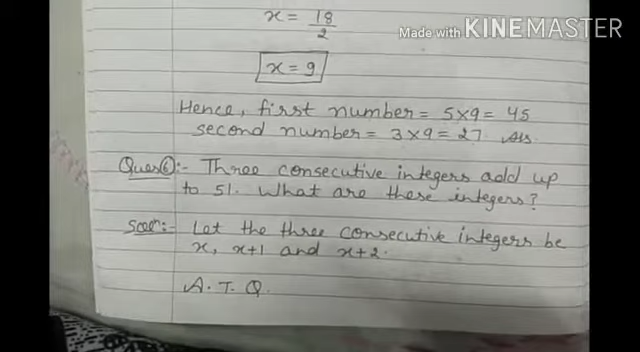 x = 18/2
Made with KINEMASTER
x = 9
Hence, first number = 5×9 = 45
second number = 3×9 = 27 Ans
Ques⑥:- Three consecutive integers add up
to 51. What are these integers?
Soln:- Let the three consecutive integers be
x, x+1 and x+2.
A.T.Q.